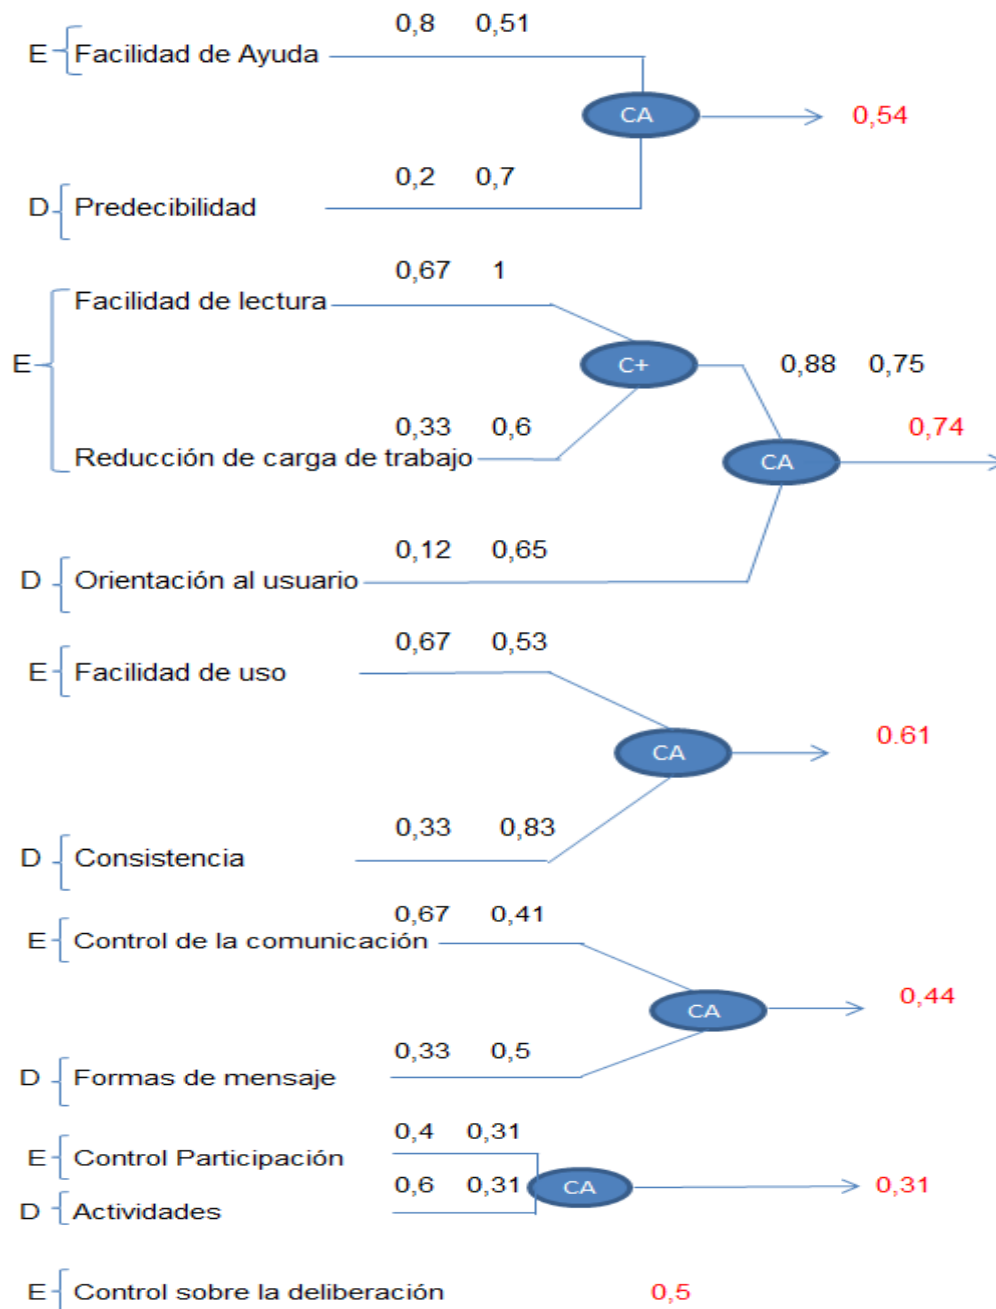 0,8 0,51
E Facilidad de Ayuda
CA 0,54
0,2 0,7
D Predecibilidad
0,67 1
Facilidad de lectura
E C+ 0,88 0,75
0,33 0,6 0,74
Reducción de carga de trabajo CA
0,12 0,65
D Orientación al usuario
0,67 0,53
E Facilidad de uso
0.61
CA
0,33 0,83
D Consistencia
0,67 0,41
E Control de la comunicación
0,44
CA
0,33 0,5
D Formas de mensaje
0,4 0,31
E Control Participación
0,6 0,31 CA 0,31
D Actividades
E Control sobre la deliberación 0,5